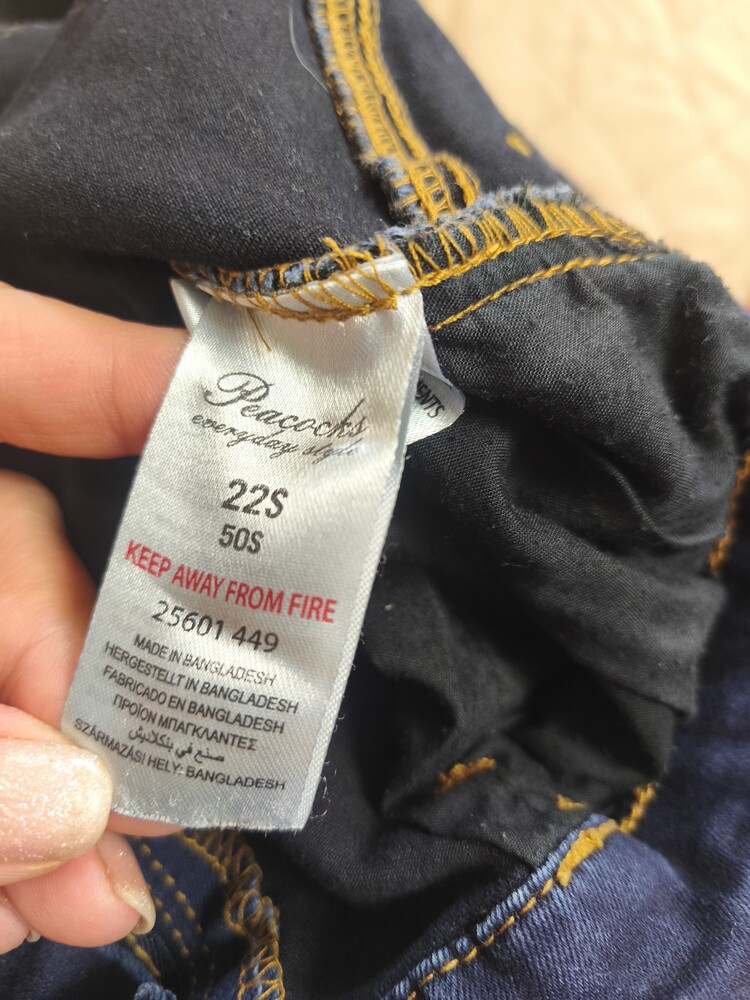 Peacocks
everyday style
22S
50S
KEEP AWAY FROM FIRE
25601 449
MADE IN BANGLADESH
HERGESTELLT IN BANGLADESH
FABRICADO EN BANGLADESH
ΠΡΟΪΟΝ ΜΠΑΓΚΛΑΝΤΕΣ
صنع في بنكلاديش
SZÁRMAZÁSI HELY: BANGLADESH